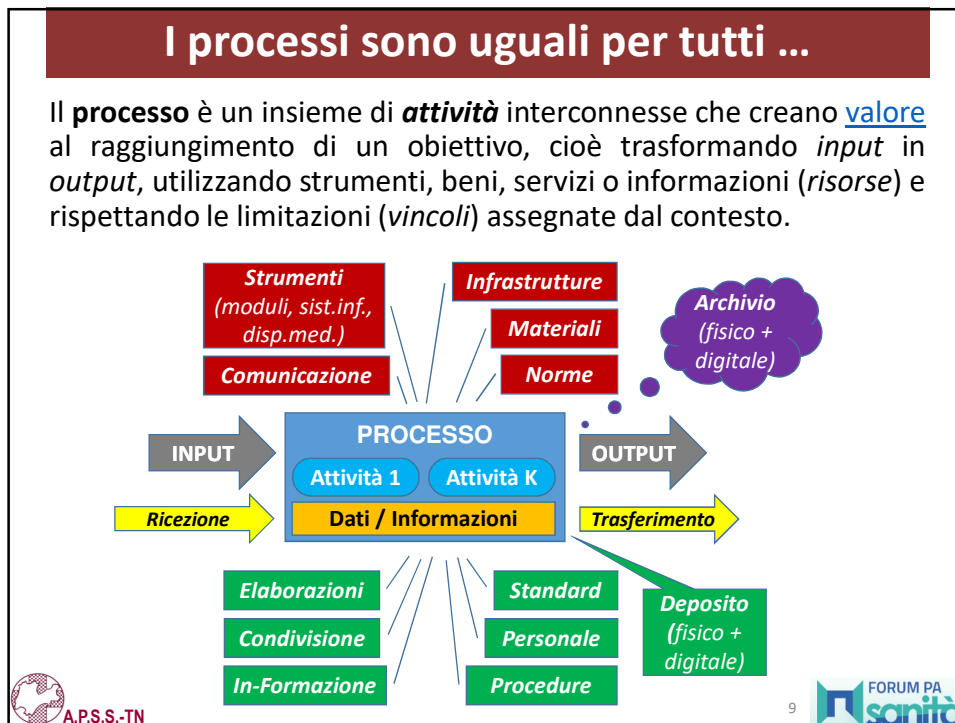 I processi sono uguali per tutti …
Il processo è un insieme di attività interconnesse che creano valore
al raggiungimento di un obiettivo, cioè trasformando input in
output, utilizzando strumenti, beni, servizi o informazioni (risorse) e
rispettando le limitazioni (vincoli) assegnate dal contesto.
Strumenti
(moduli, sist.inf.,
disp.med.)
Comunicazione
Infrastrutture
Materiali
Norme
Archivio
(fisico +
digitale)
INPUT
PROCESSO
Attività 1
Attività K
Dati / Informazioni
OUTPUT
Ricezione
Trasferimento
Elaborazioni
Condivisione
In-Formazione
Standard
Personale
Procedure
Deposito
(fisico +
digitale)
A.P.S.S.-TN
9
FORUM PA
sanità